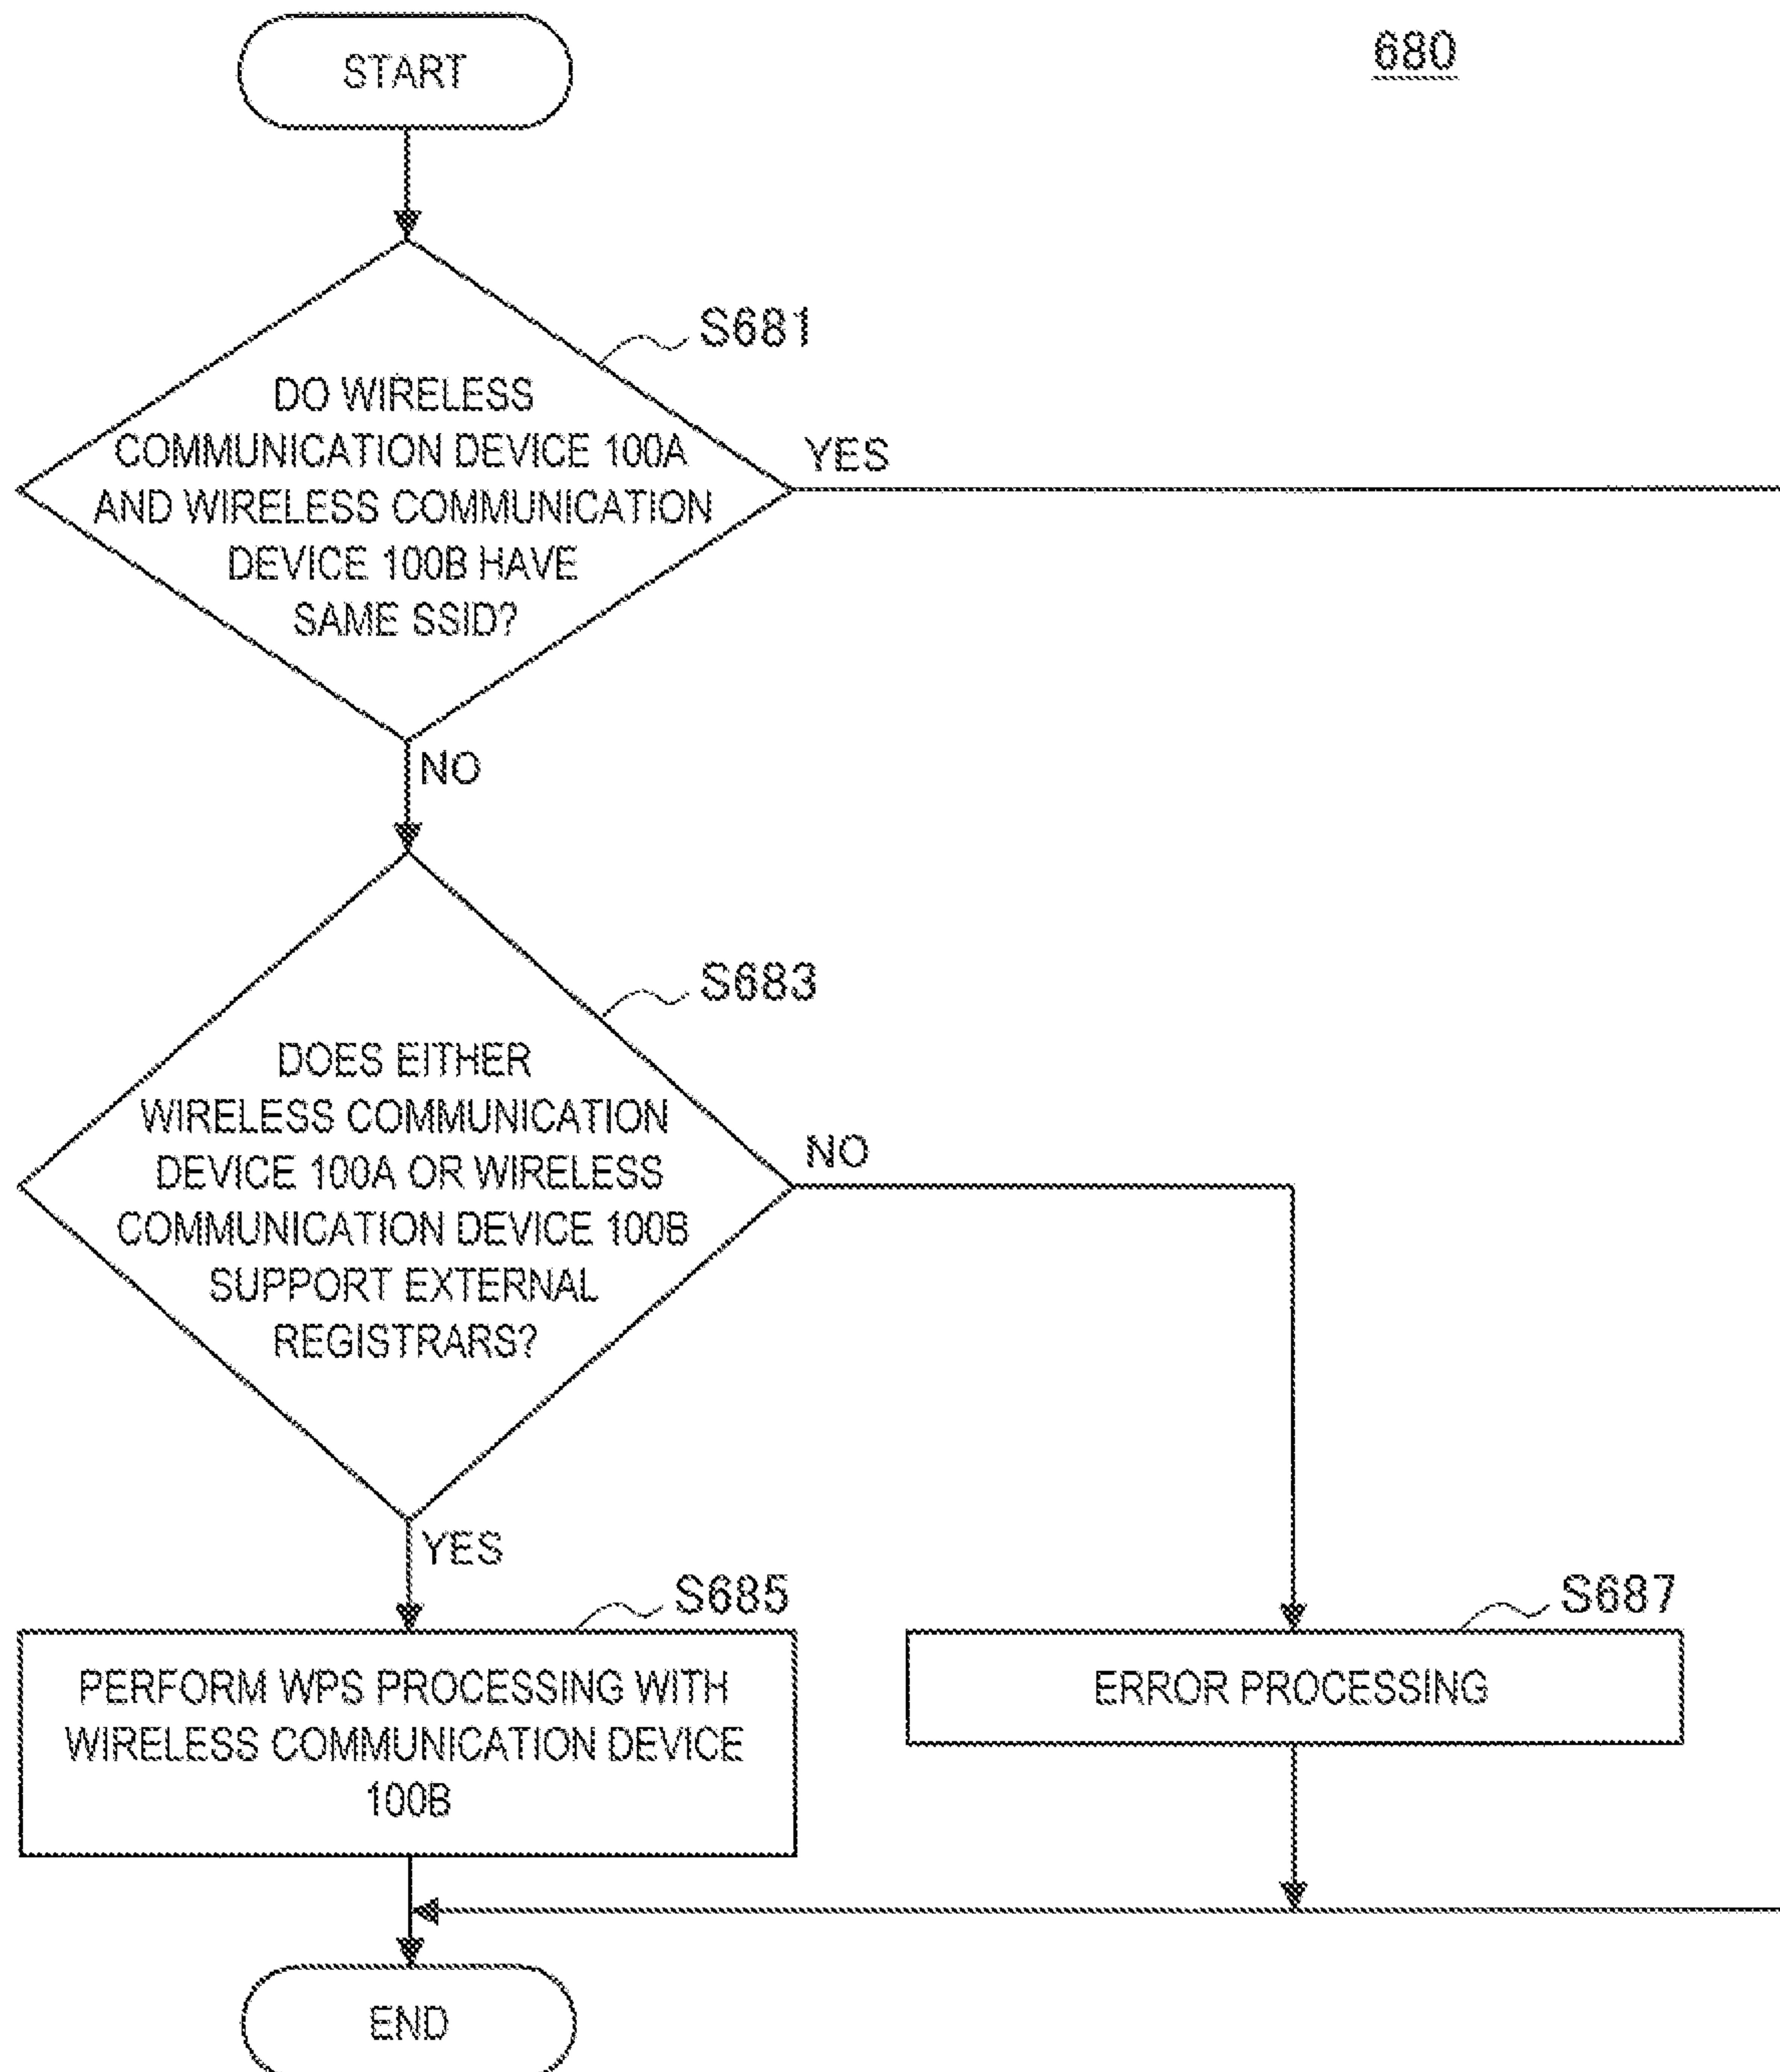 START
680
S681
DO WIRELESS
COMMUNICATION DEVICE 100A
AND WIRELESS COMMUNICATION
DEVICE 100B HAVE
SAME SSID?
YES
NO
S683
DOES EITHER
WIRELESS COMMUNICATION
DEVICE 100A OR WIRELESS
COMMUNICATION DEVICE 100B
SUPPORT EXTERNAL
REGISTRARS?
NO
YES
S685
PERFORM WPS PROCESSING WITH
WIRELESS COMMUNICATION DEVICE
100B
S687
ERROR PROCESSING
END